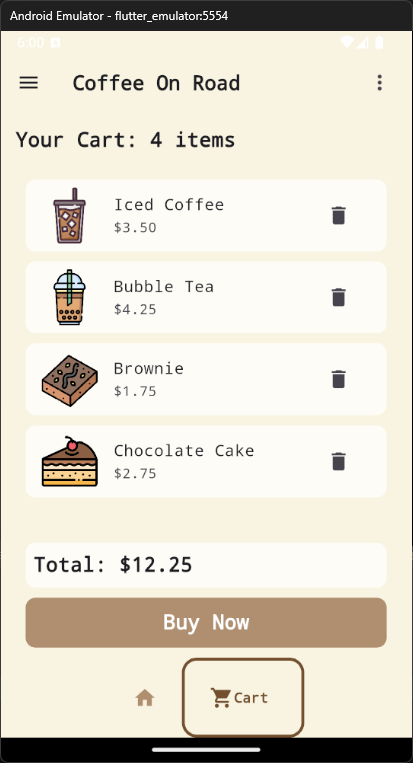 Android Emulator - flutter_emulator:5554
6:00
Coffee On Road
Your Cart: 4 items
Iced Coffee
$3.50
Bubble Tea
$4.25
Brownie
$1.75
Chocolate Cake
$2.75
Total: $12.25
Buy Now
Cart